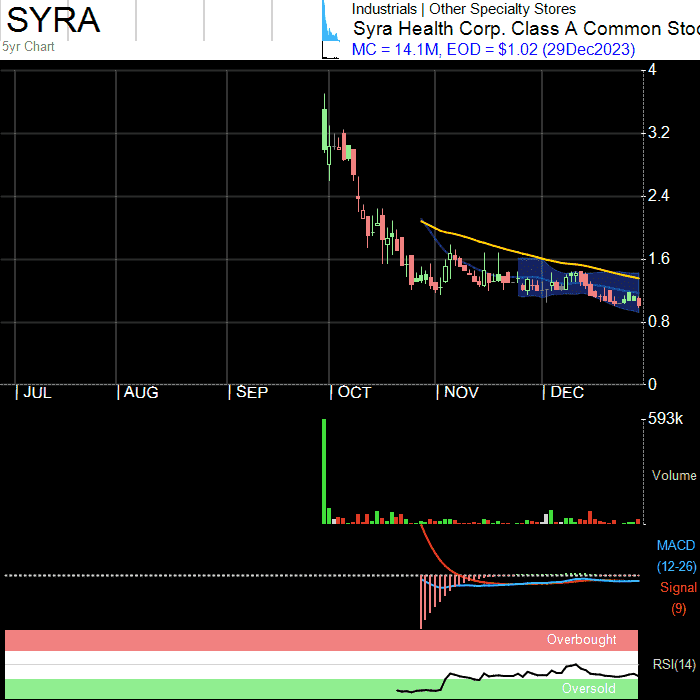 SYRA
5yr Chart
Industrials | Other Specialty Stores
Syra Health Corp. Class A Common Stoc
MC = 14.1M, EOD = $1.02 (29Dec2023)
4
3.2
2.4
1.6
0.8
0
| JUL | AUG | SEP | OCT | NOV | DEC
593k
Volume
MACD
(12-26)
Signal
(9)
Overbought
RSI(14)
Oversold